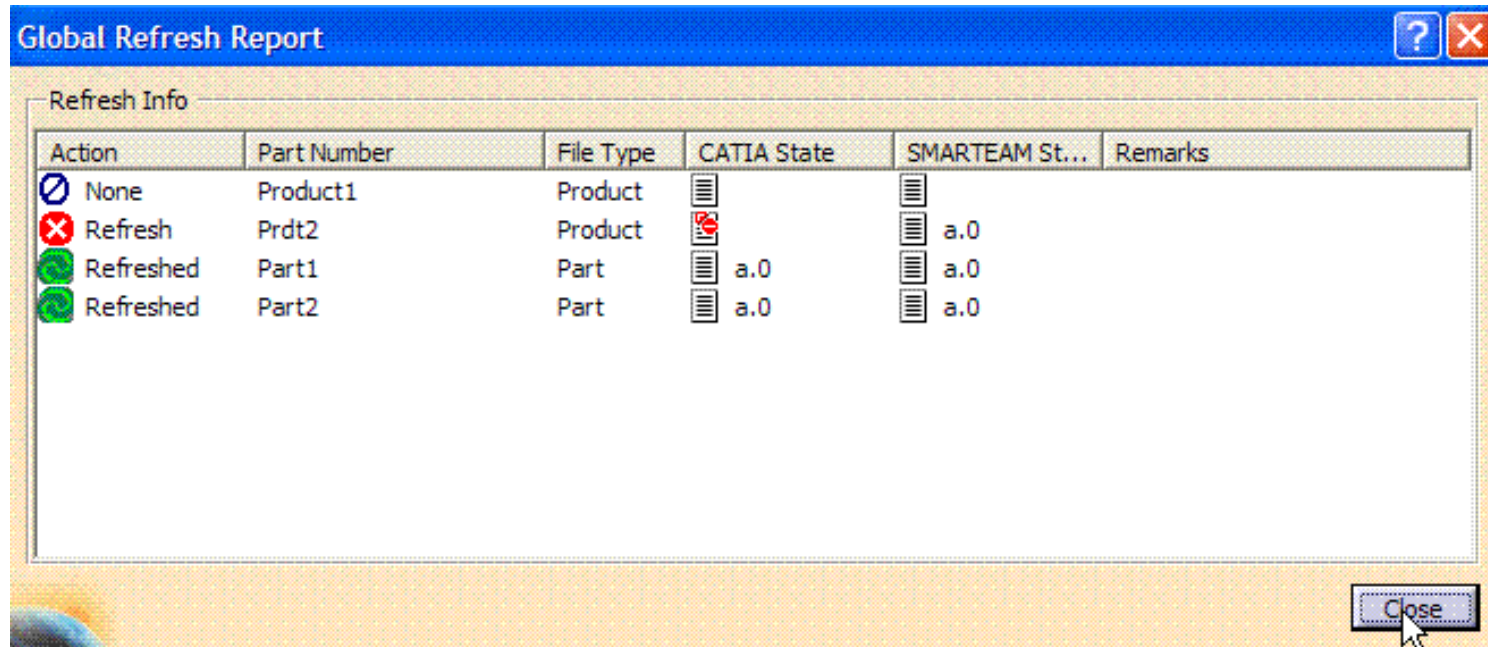 Global Refresh Report
Refresh Info
Action Part Number File Type CATIA State SMARTEAM St... Remarks
None Product1 Product
Refresh Prdt2 Product a.0
Refreshed Part1 Part a.0 a.0
Refreshed Part2 Part a.0 a.0
Close